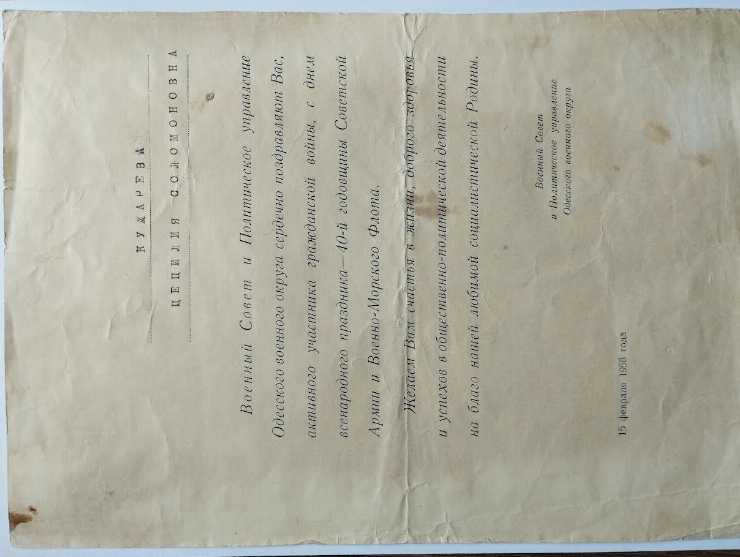 КУХАРЕВА
ЦЕЦИЛИЯ СОЛОМОНОВНА
Военный Совет и Политическое управление
Одесского военного округа сердечно поздравляют Вас,
активного участника гражданской войны, с днем
всенародного праздника—40-й годовщины Советской
Армии и Военно-Морского Флота.
Желаем Вам счастья в жизни, доброго здоровья
и успехов в общественно-политической деятельности
на благо нашей любимой социалистической Родины.
Военный Совет
и Политическое управление
Одесского военного округа
15 февраля 1958 года